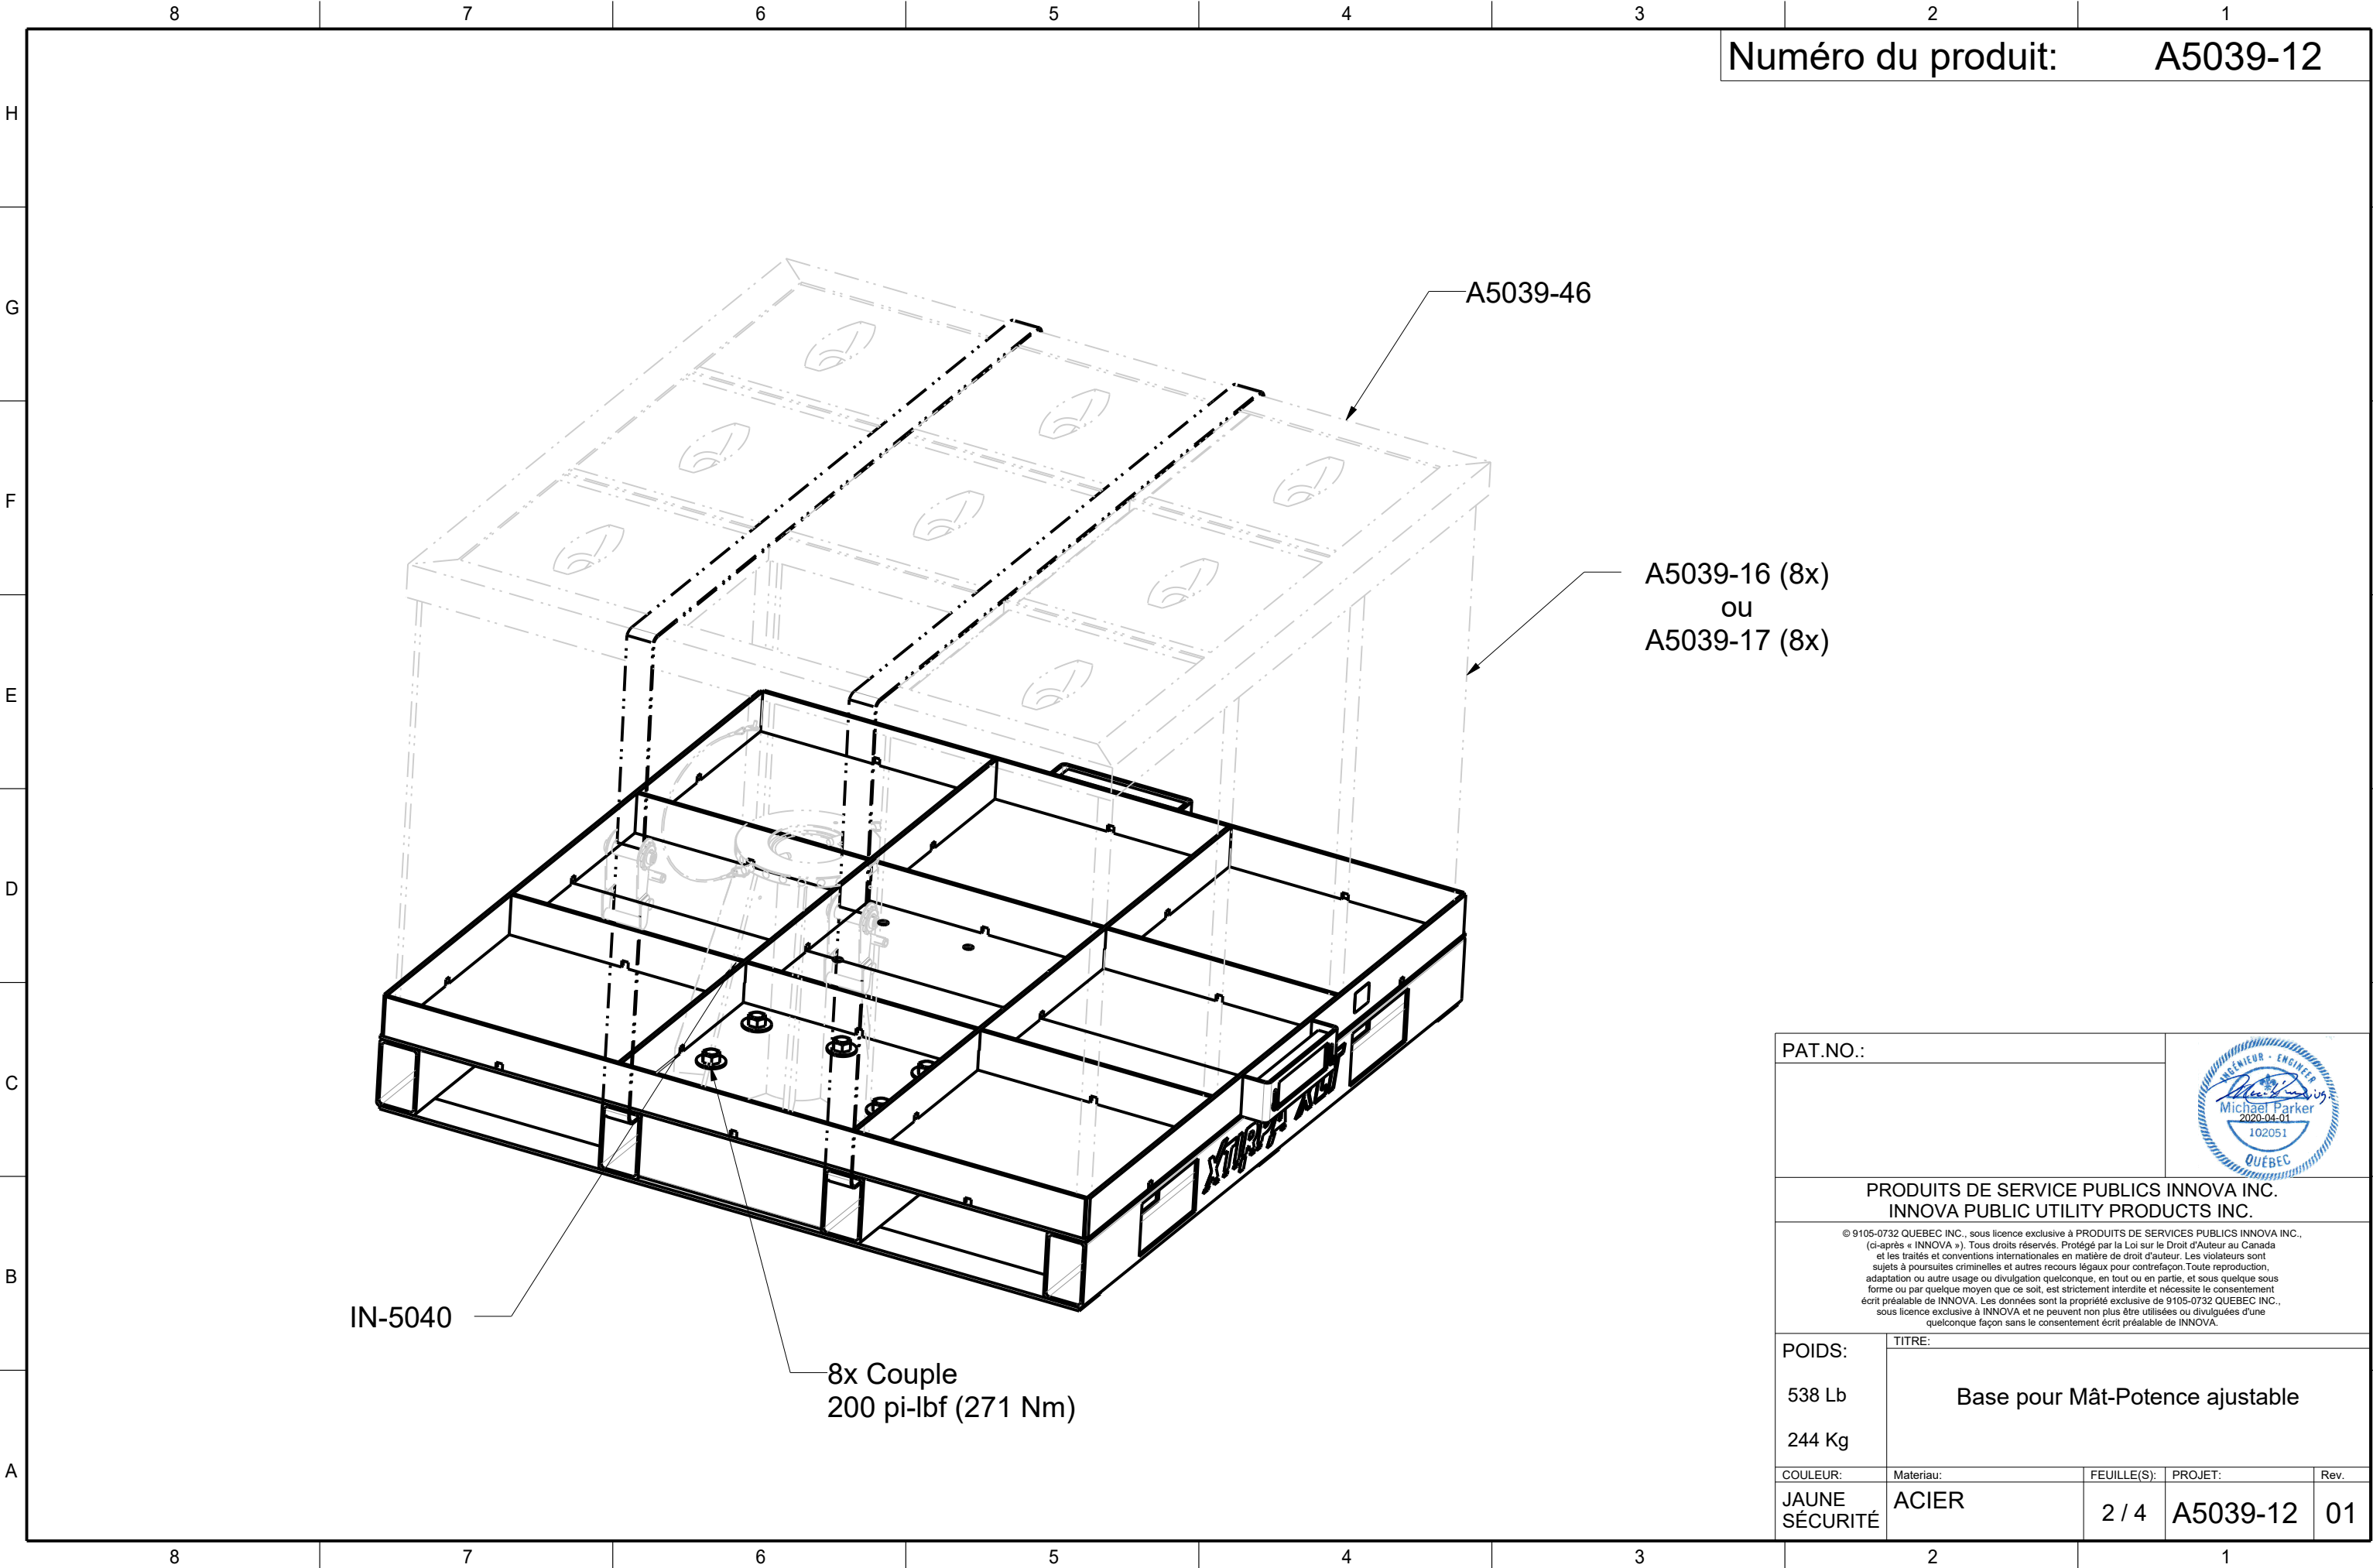 8 7 6 5 4 3 2 1
Numéro du produit: A5039-12
H
G
F
E
D
C
B
A
A5039-46
A5039-16 (8x)
ou
A5039-17 (8x)
IN-5040
8x Couple
200 pi-lbf (271 Nm)
PAT.NO.:
INGÉNIEUR - ENGINEER
Michael Parker
2020-04-01
102051
QUÉBEC
PRODUITS DE SERVICE PUBLICS INNOVA INC.
INNOVA PUBLIC UTILITY PRODUCTS INC.
© 9105-0732 QUEBEC INC., sous licence exclusive à PRODUITS DE SERVICES PUBLICS INNOVA INC.,
(ci-après « INNOVA »). Tous droits réservés. Protégé par la Loi sur le Droit d'Auteur au Canada
et les traités et conventions internationales en matière de droit d'auteur. Les violateurs sont
sujets à poursuites criminelles et autres recours légaux pour contrefaçon.Toute reproduction,
adaptation ou autre usage ou divulgation quelconque, en tout ou en partie, et sous quelque sous
forme ou par quelque moyen que ce soit, est strictement interdite et nécessite le consentement
écrit préalable de INNOVA. Les données sont la propriété exclusive de 9105-0732 QUEBEC INC.,
sous licence exclusive à INNOVA et ne peuvent non plus être utilisées ou divulguées d'une
quelconque façon sans le consentement écrit préalable de INNOVA.
POIDS:
538 Lb
244 Kg
TITRE:
Base pour Mât-Potence ajustable
COULEUR:
JAUNE
SÉCURITÉ
Materiau:
ACIER
FEUILLE(S):
2 / 4
PROJET:
A5039-12
Rev.
01
8 7 6 5 4 3 2 1